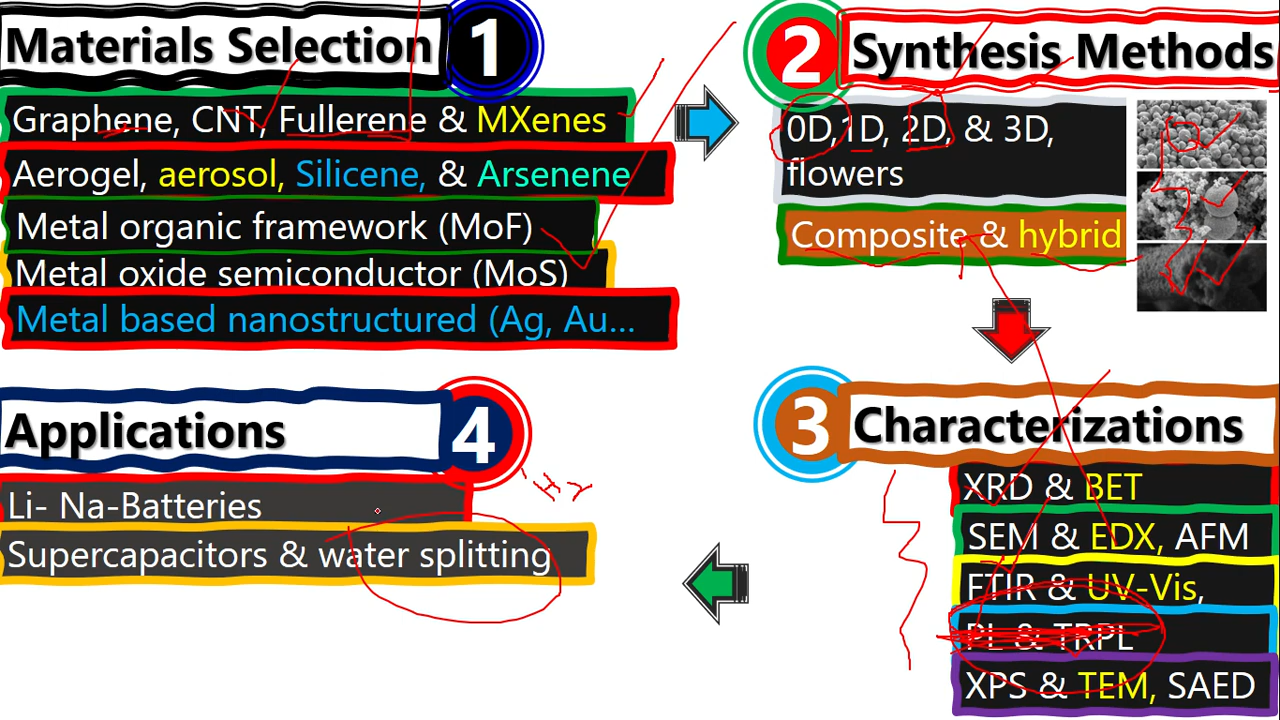 Materials Selection 1
Graphene, CNT, Fullerene & MXenes
Aerogel, aerosol, Silicene, & Arsenene
Metal organic framework (MoF)
Metal oxide semiconductor (MoS)
Metal based nanostructured (Ag, Au...
2 Synthesis Methods
0D,1D, 2D, & 3D,
flowers
Composite & hybrid
3 Characterizations
XRD & BET
SEM & EDX, AFM
FTIR & UV-Vis,
PL & TRPL
XPS & TEM, SAED
Applications 4
Li- Na-Batteries
Supercapacitors & water splitting